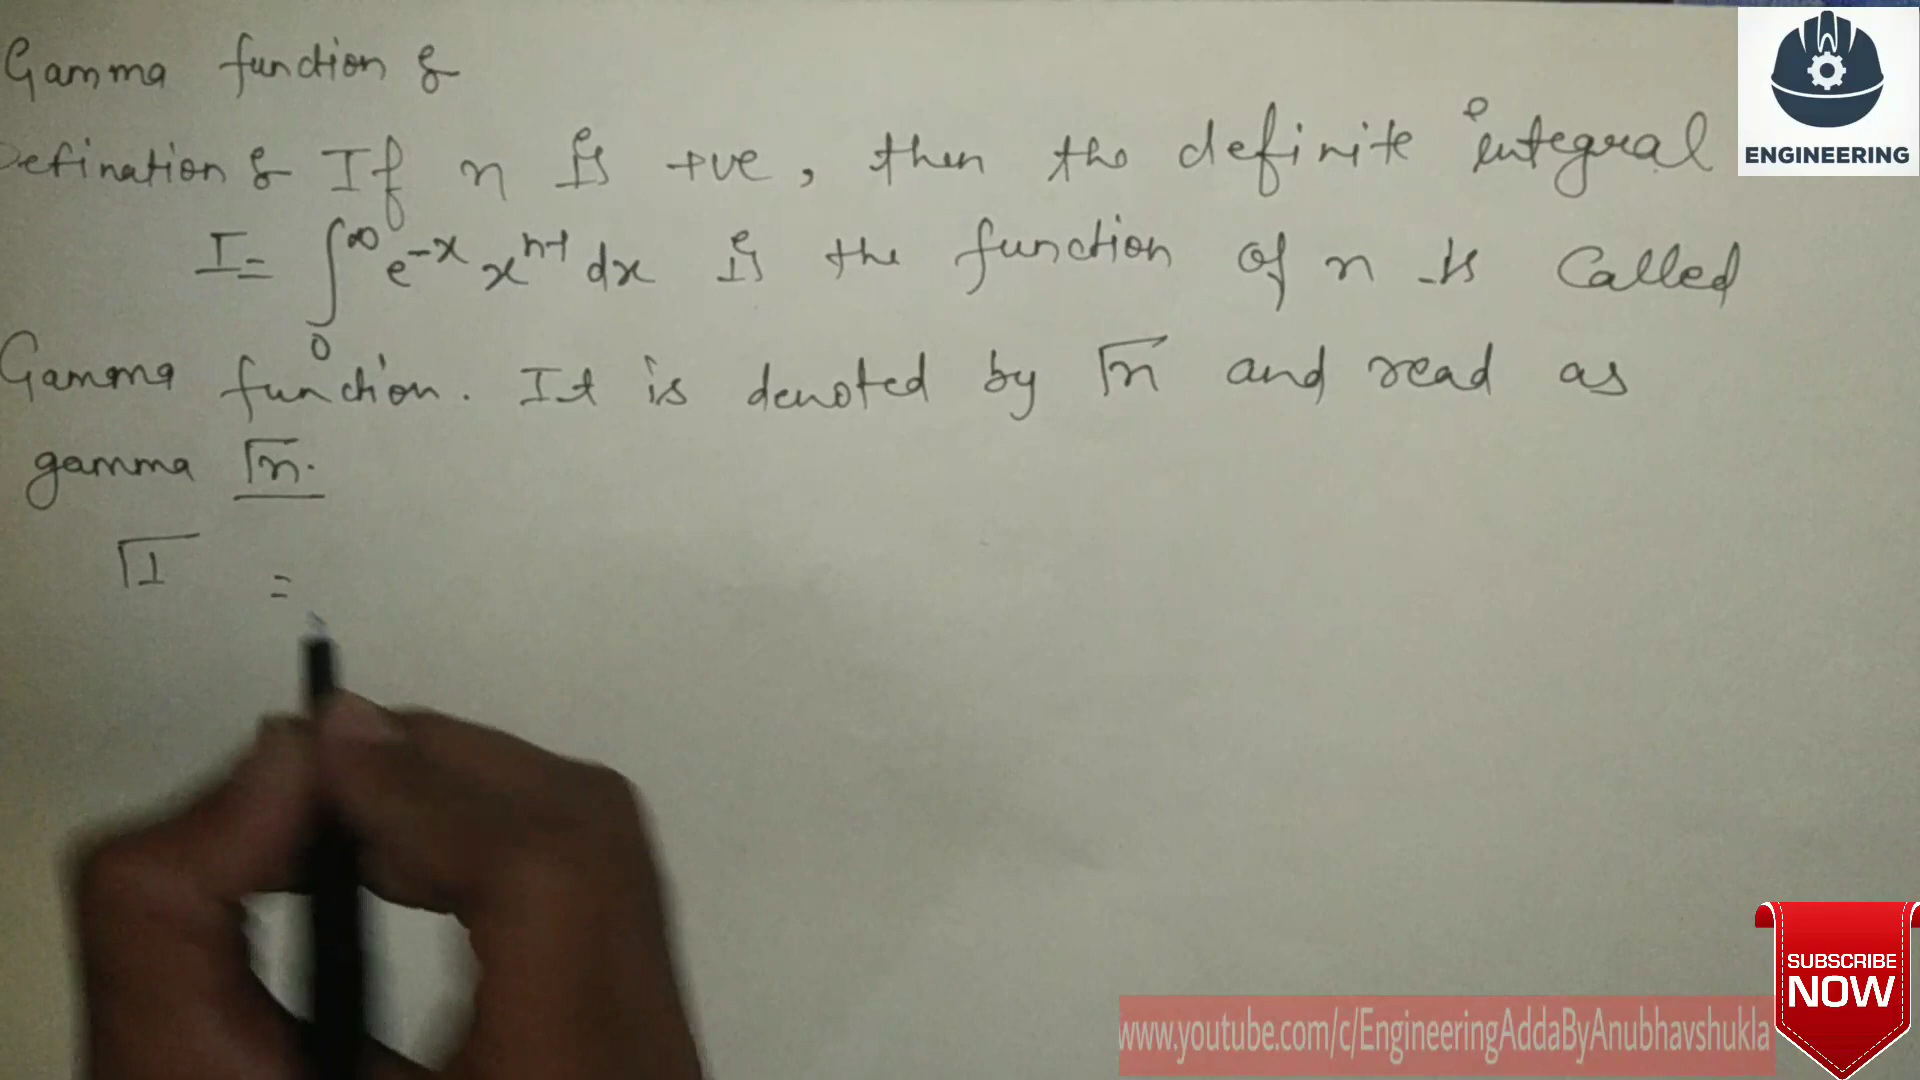 Gamma function :-
Defination :- If n is +ve, then the definite integral
I = ∫₀^∞ e^-x x^n-1 dx is the function of n is called
Gamma function. It is denoted by Γn and read as
gamma Γn.
Γ1 =
ENGINEERING
SUBSCRIBE
NOW
www.youtube.com/c/EngineeringAddaByAnubhavshukla